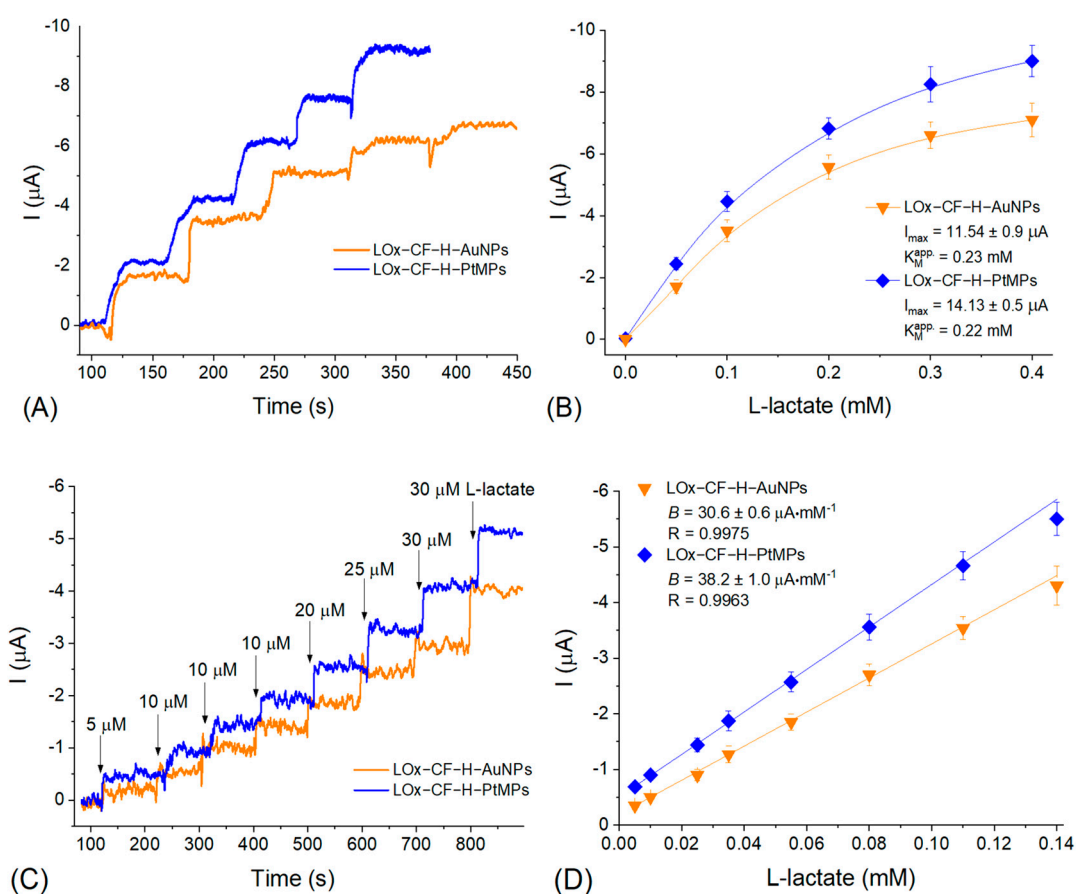 -10
-8
-6
-4
-2
0
I (μA)
LOx-CF-H-AuNPs
LOx-CF-H-PtMPs
100 150 200 250 300 350 400 450
Time (s)
(A)
-10
-8
-6
-4
-2
0
I (μA)
LOx-CF-H-AuNPs
Imax = 11.54 ± 0.9 μA
KMapp. = 0.23 mM
LOx-CF-H-PtMPs
Imax = 14.13 ± 0.5 μA
KMapp. = 0.22 mM
0.0 0.1 0.2 0.3 0.4
L-lactate (mM)
(B)
-6
-5
-4
-3
-2
-1
0
I (μA)
5 μM
10 μM
10 μM
10 μM
20 μM
25 μM
30 μM
30 μM L-lactate
LOx-CF-H-AuNPs
LOx-CF-H-PtMPs
100 200 300 400 500 600 700 800
Time (s)
(C)
-6
-5
-4
-3
-2
-1
0
I (μA)
LOx-CF-H-AuNPs
B = 30.6 ± 0.6 μA·mM-1
R = 0.9975
LOx-CF-H-PtMPs
B = 38.2 ± 1.0 μA·mM-1
R = 0.9963
0.00 0.02 0.04 0.06 0.08 0.10 0.12 0.14
L-lactate (mM)
(D)